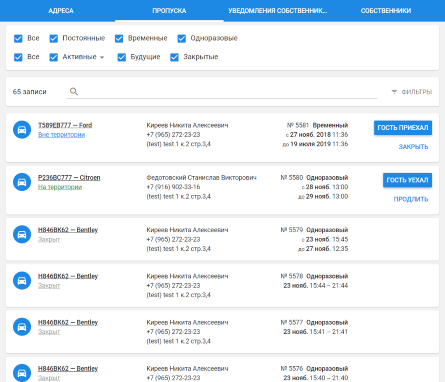 АДРЕСА ПРОПУСКА УВЕДОМЛЕНИЯ СОБСТВЕННИК... СОБСТВЕННИКИ
Все Постоянные Временные Одноразовые
Все Активные Будущие Закрытые
65 записи ФИЛЬТРЫ
T589EB777 — Ford Киреев Никита Алексеевич № 5581 Временный ГОСТЬ ПРИЕХАЛ
Вне территории +7 (965) 272-23-23 с 27 нояб. 2018 11:36
(test) test 1 к.2 стр.3,4 до 19 июля 2019 11:36 ЗАКРЫТЬ
P236BC777 — Citroen Федотовский Станислав Викторович № 5580 Одноразовый ГОСТЬ УЕХАЛ
На территории +7 (916) 902-33-16 с 28 нояб. 13:00
(test) test 1 к.2 стр.3,4 до 29 нояб. 13:00 ПРОДЛИТЬ
H846BK62 — Bentley Киреев Никита Алексеевич № 5579 Одноразовый
Закрыт +7 (965) 272-23-23 с 23 нояб. 15:45
(test) test 1 к.2 стр.3,4 до 27 нояб. 12:35
H846BK62 — Bentley Киреев Никита Алексеевич № 5578 Одноразовый
Закрыт +7 (965) 272-23-23 23 нояб. 15:44 – 21:44
(test) test 1 к.2 стр.3,4
H846BK62 — Bentley Киреев Никита Алексеевич № 5577 Одноразовый
Закрыт +7 (965) 272-23-23 23 нояб. 15:41 – 21:41
(test) test 1 к.2 стр.3,4
H846BK62 — Bentley Киреев Никита Алексеевич № 5576 Одноразовый
Закрыт +7 (965) 272-23-23 23 нояб. 15:40 – 21:40